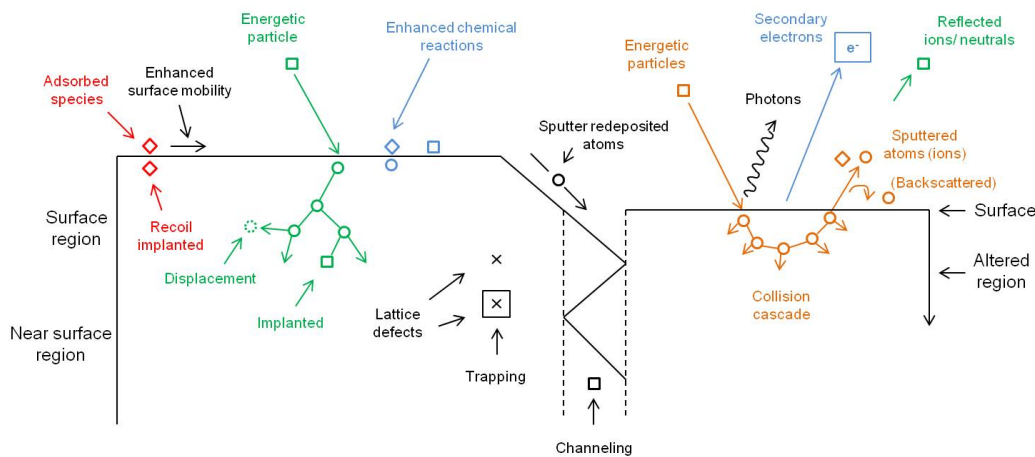 Energetic
particle
Enhanced chemical
reactions
Secondary
electrons
Reflected
ions/ neutrals
Adsorbed
species
Enhanced
surface mobility
Energetic
particles
e-
Photons
Sputter redeposited
atoms
Sputtered
atoms (ions)
(Backscattered)
Surface
region
Recoil
implanted
Surface
Displacement
Altered
region
Implanted
Lattice
defects
Collision
cascade
Near surface
region
Trapping
Channeling